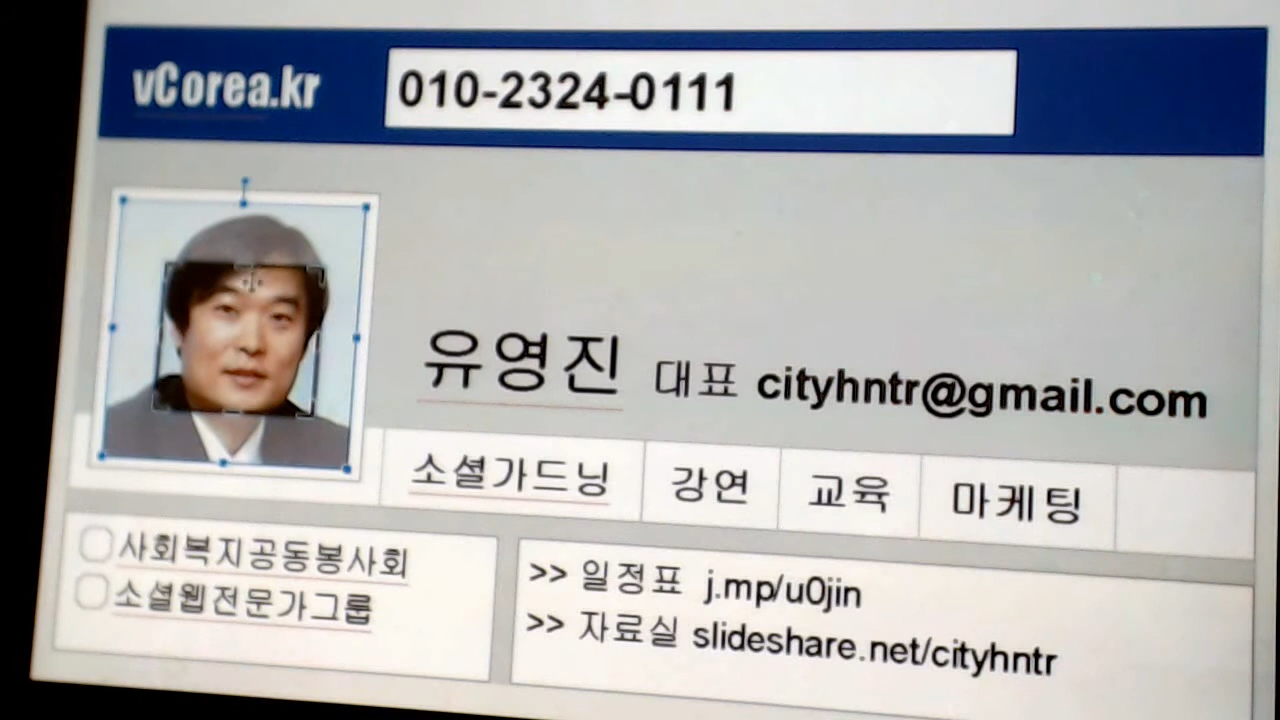 vCorea.kr 010-2324-0111
유영진 대표 cityhntr@gmail.com
소셜가드닝 강연 교육 마케팅
사회복지공동봉사회
소셜웹전문가그룹
>> 일정표 j.mp/u0jin
>> 자료실 slideshare.net/cityhntr